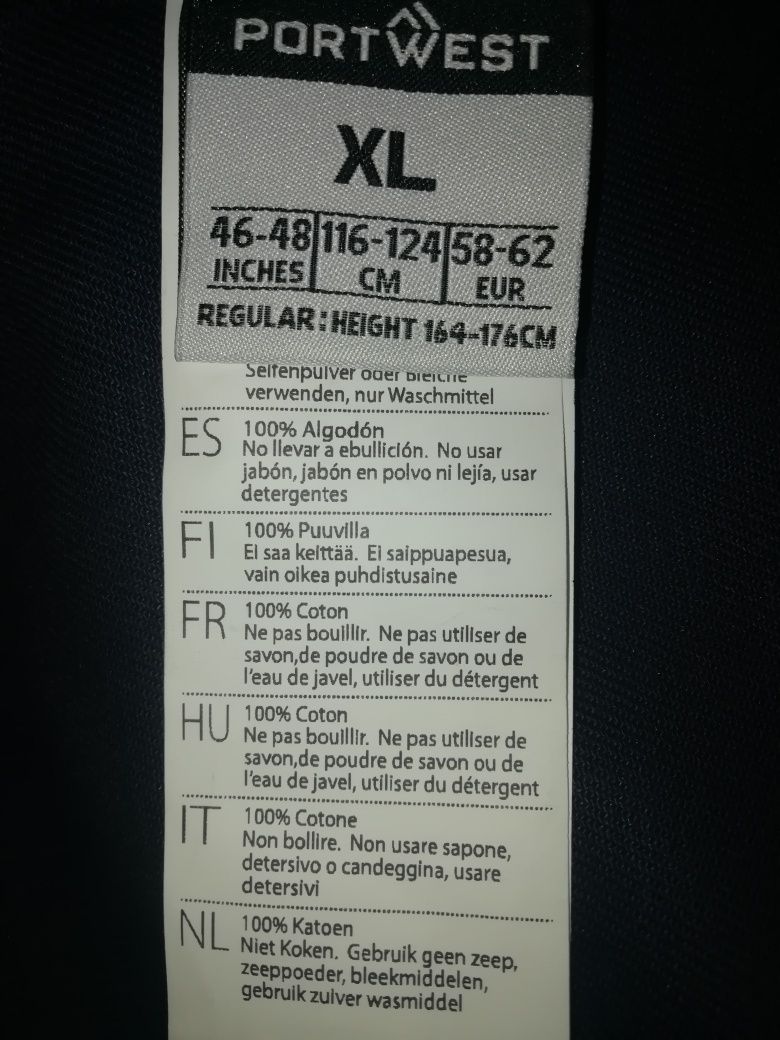 PORTWEST
XL
46-48 116-124 58-62
INCHES CM EUR
REGULAR : HEIGHT 164-176CM
Seifenpulver oder Bleiche
verwenden, nur Waschmittel
ES 100% Algodón
No llevar a ebullición. No usar
jabón, jabón en polvo ni lejía, usar
detergentes
FI 100% Puuvilla
Ei saa keittää. Ei saippuapesua,
vain oikea puhdistusaine
FR 100% Coton
Ne pas bouillir. Ne pas utiliser de
savon,de poudre de savon ou de
l'eau de javel, utiliser du détergent
HU 100% Coton
Ne pas bouillir. Ne pas utiliser de
savon,de poudre de savon ou de
l'eau de javel, utiliser du détergent
IT 100% Cotone
Non bollire. Non usare sapone,
detersivo o candeggina, usare
detersivi
NL 100% Katoen
Niet Koken. Gebruik geen zeep,
zeeppoeder, bleekmiddelen,
gebruik zuiver wasmiddel